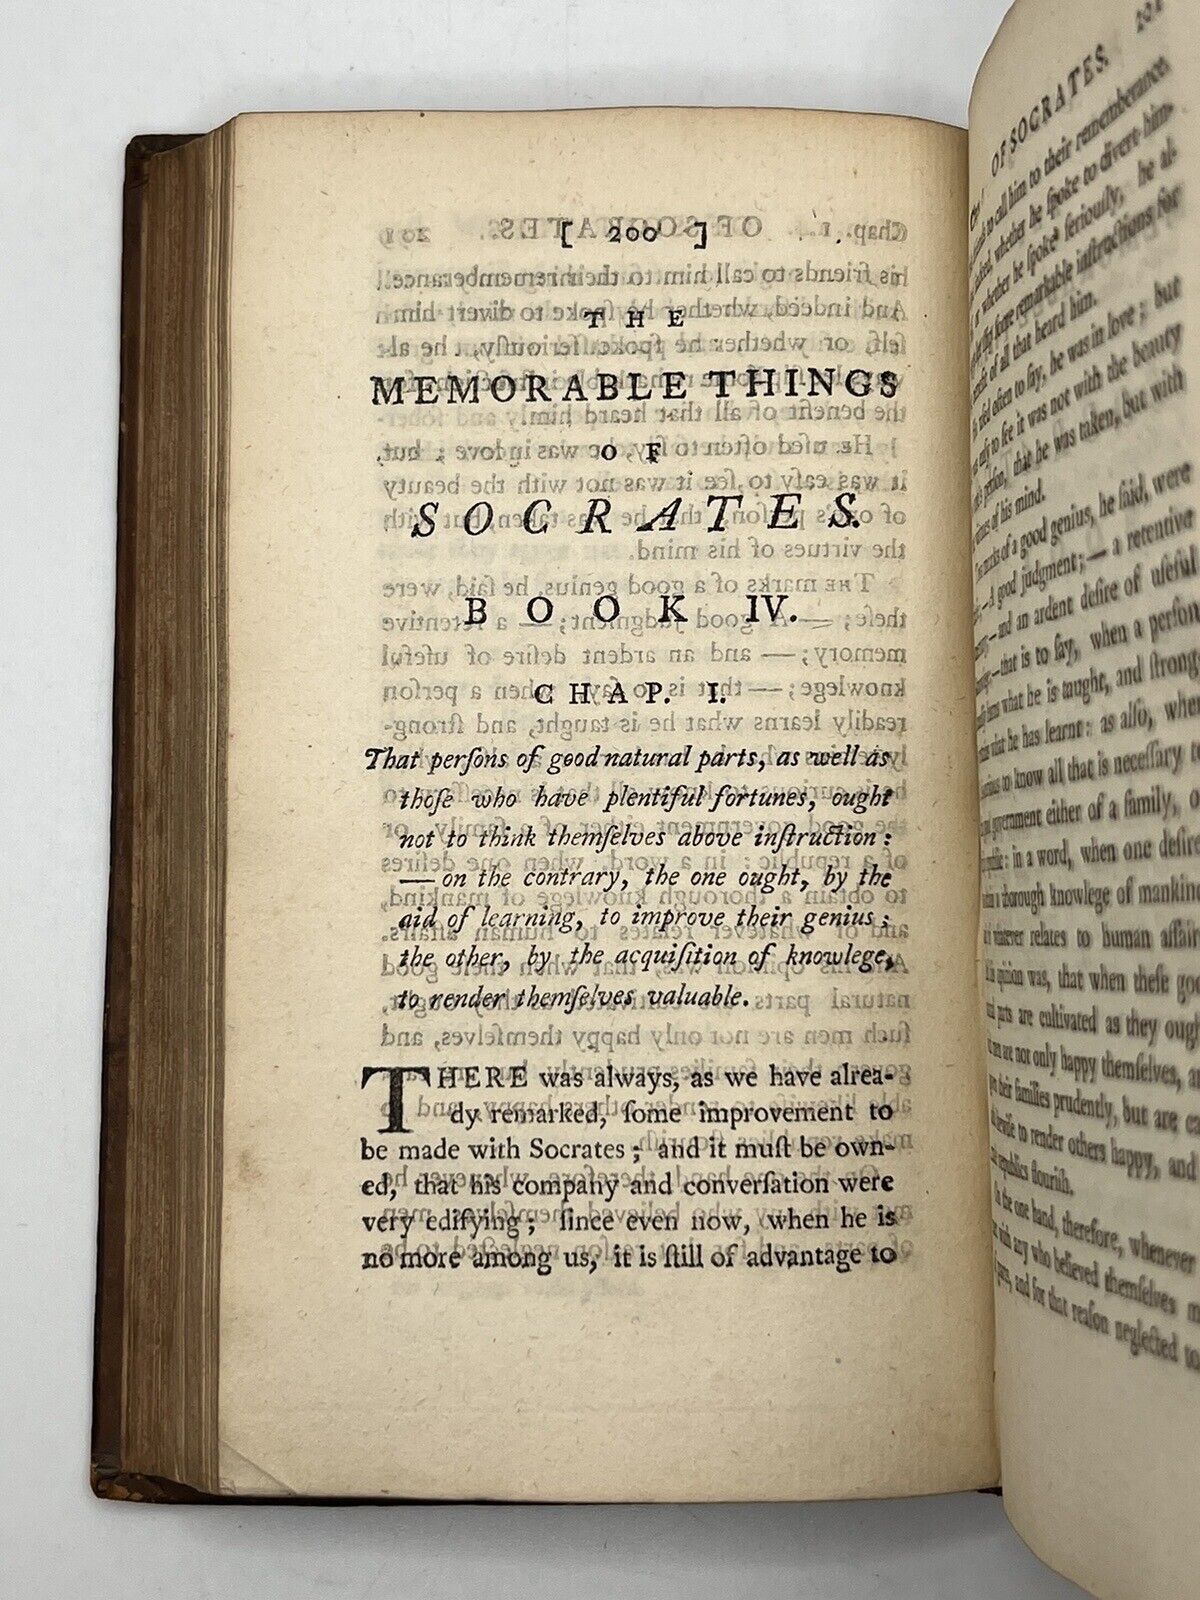 [ 200 ]
THE
MEMORABLE THINGS
OF
SOCRATES.
BOOK IV.
CHAP. I.
That perſons of good natural parts, as well as
thoſe who have plentiful fortunes, ought
not to think themſelves above inſtruction:
— on the contrary, the one ought, by the
aid of learning, to improve their genius;
the other, by the acquiſition of knowlege,
to render themſelves valuable.
THERE was always, as we have alrea-
dy remarked, ſome improvement to
be made with Socrates; and it muſt be own-
ed, that his company and converſation were
very edifying; ſince even now, when he is
no more among us, it is ſtill of advantage to
OF SOCRATES. 201
to call him to their remembrance.
whether he ſpoke to divert him-
or whether he ſpoke ſeriouſly, he al-
ſome remarkable inſtructions for
of all that heard him.
often to ſay, he was in love; but
to ſee it was not with the beauty
perſon, that he was taken, but with
of his mind.
marks of a good genius, he ſaid, were
—A good judgment;—a retentive
—and an ardent deſire of uſeful
—that is to ſay, when a perſon
learns what he is taught, and ſtrong-
what he has learnt: as alſo, when
to know all that is neceſſary to
government either of a family, or
: in a word, when one deſires
a thorough knowlege of mankind,
whatever relates to human affairs.
opinion was, that when theſe good
parts are cultivated as they ought,
men are not only happy themſelves, and
their families prudently, but are
to render others happy, and
republics flouriſh.
the one hand, therefore, whenever
with any who believed themſelves
parts, and for that reaſon neglected to